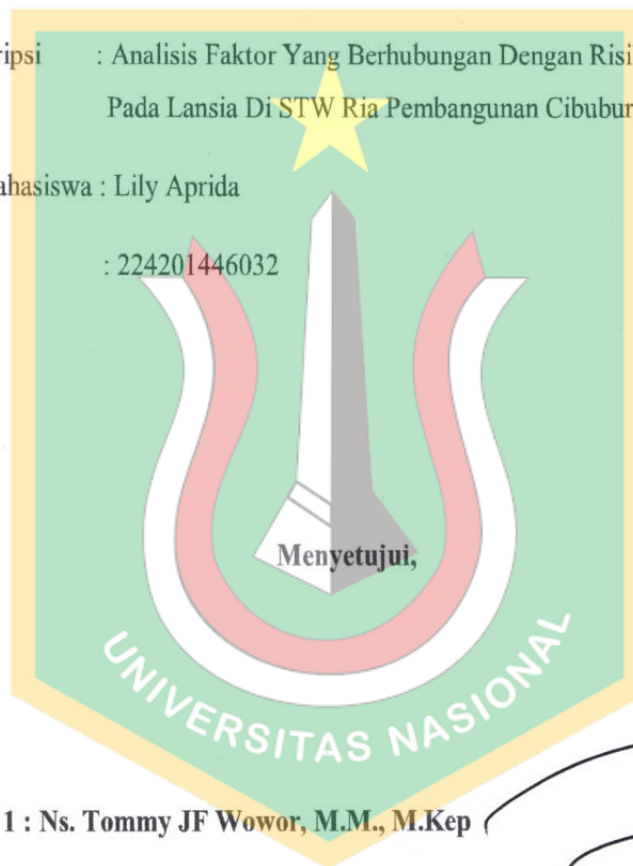 ripsi : Analisis Faktor Yang Berhubungan Dengan Risi
Pada Lansia Di STW Ria Pembangunan Cibubur
ahasiswa : Lily Aprida
: 224201446032
Menyetujui,
UNIVERSITAS NASIONAL
1 : Ns. Tommy JF Wowor, M.M., M.Kep